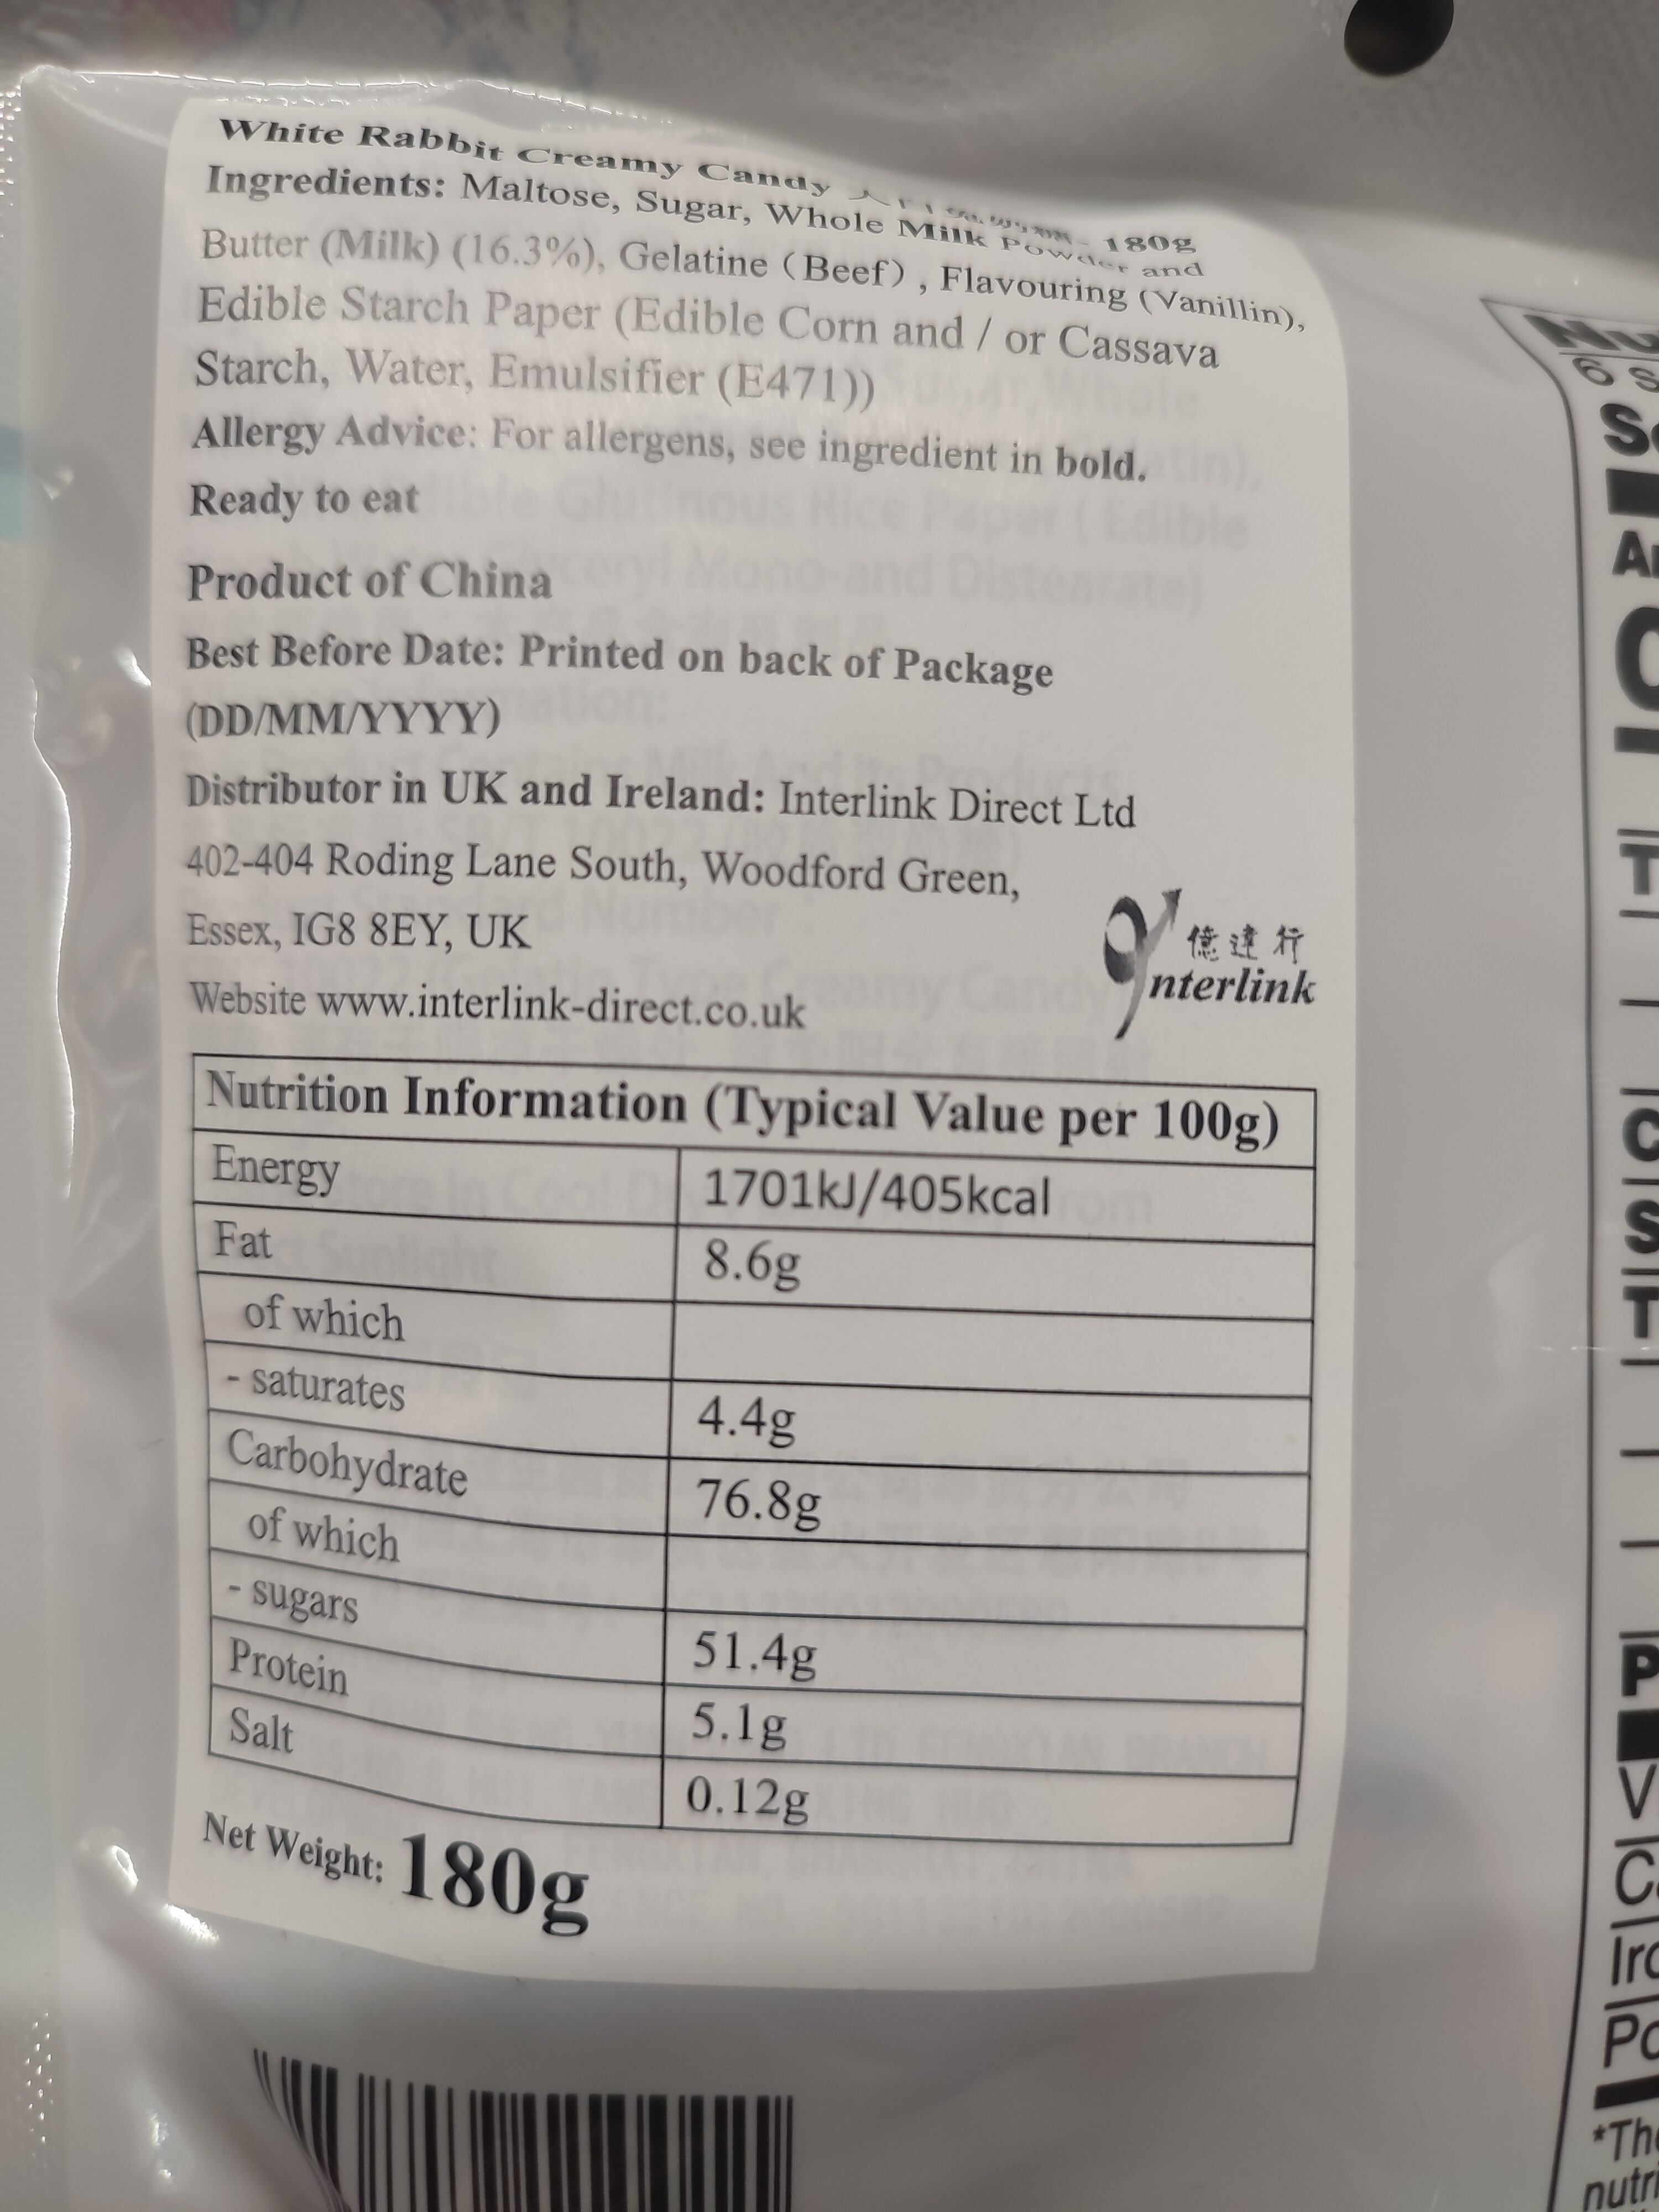 White Rabbit Creamy Candy 180g
Ingredients: Maltose, Sugar, Whole Milk Powder and
Butter (Milk) (16.3%), Gelatine (Beef) , Flavouring (Vanillin),
Edible Starch Paper (Edible Corn and / or Cassava
Starch, Water, Emulsifier (E471))
Allergy Advice: For allergens, see ingredient in bold.
Ready to eat
Product of China
Best Before Date: Printed on back of Package
(DD/MM/YYYY)
Distributor in UK and Ireland: Interlink Direct Ltd
402-404 Roding Lane South, Woodford Green,
Essex, IG8 8EY, UK
Website www.interlink-direct.co.uk
億達行
Interlink
Nutrition Information (Typical Value per 100g)
Energy 1701kJ/405kcal
Fat 8.6g
of which
- saturates 4.4g
Carbohydrate 76.8g
of which
- sugars 51.4g
Protein 5.1g
Salt 0.12g
Net Weight: 180g